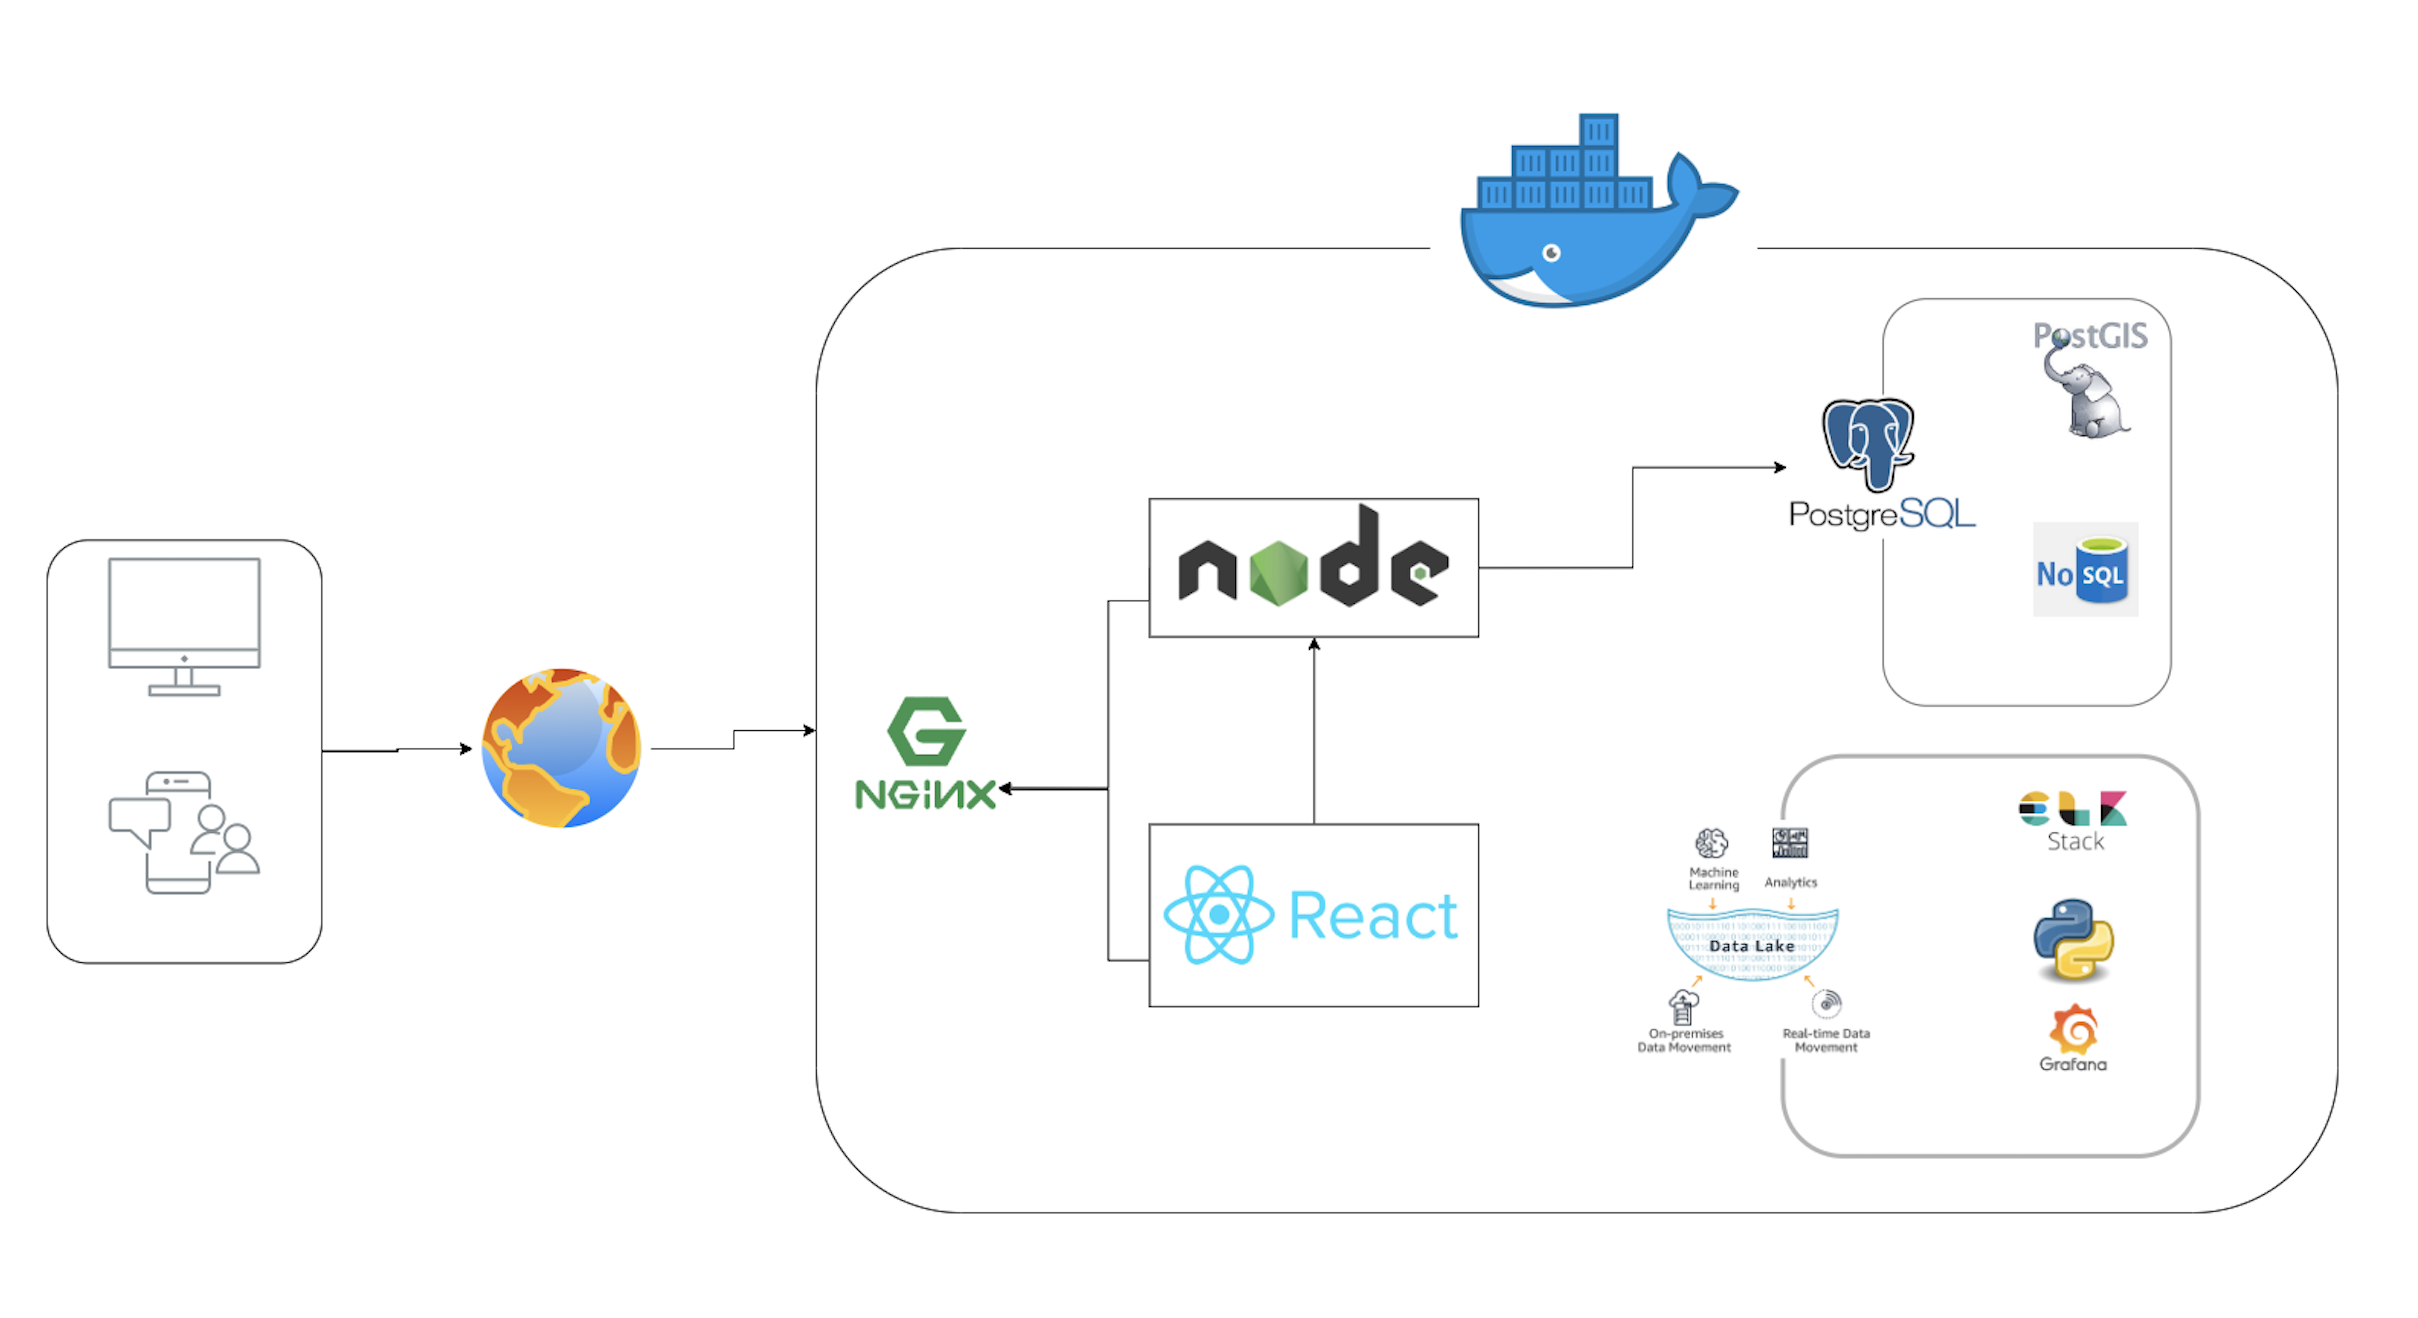 PostGIS
PostgreSQL
No SQL
node
NGiNX
React
ELK
Stack
Machine
Learning
Analytics
Data Lake
On-premises
Data Movement
Real-time Data
Movement
Grafana